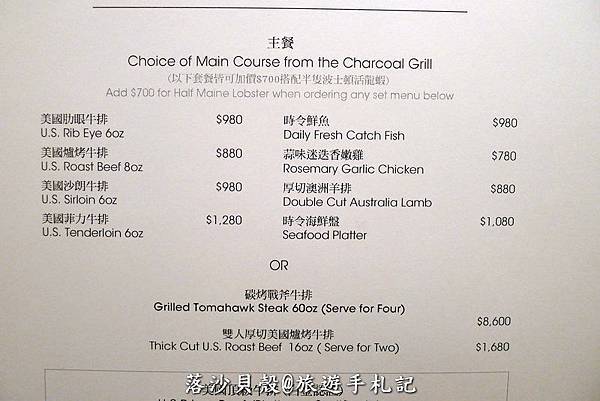 主餐
Choice of Main Course from the Charcoal Grill
(以下套餐皆可加價$700搭配半隻波士頓活龍蝦)
Add $700 for Half Maine Lobster when ordering any set menu below
美國肋眼牛排 $980
U.S. Rib Eye 6oz
美國爐烤牛排 $880
U.S. Roast Beef 8oz
美國沙朗牛排 $980
U.S. Sirloin 6oz
美國菲力牛排 $1,280
U.S. Tenderloin 6oz
時令鮮魚 $980
Daily Fresh Catch Fish
蒜味迷迭香嫩雞 $780
Rosemary Garlic Chicken
厚切澳洲羊排 $880
Double Cut Australia Lamb
時令海鮮盤 $1,080
Seafood Platter
OR
碳烤戰斧牛排
Grilled Tomahawk Steak 60oz (Serve for Four)
$8,600
雙人厚切美國爐烤牛排
Thick Cut U.S. Roast Beef 16oz ( Serve for Two) $1,680
落沙貝殼@旅遊手札記